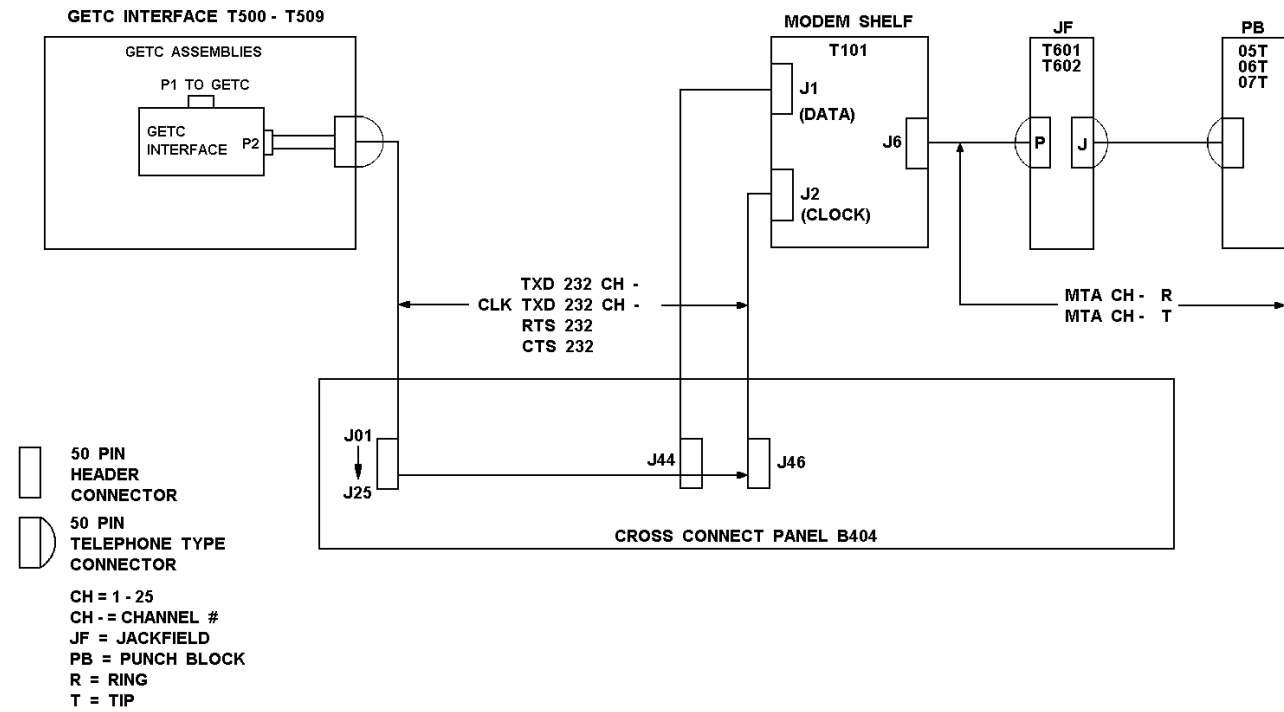 GETC INTERFACE T500 - T509
GETC ASSEMBLIES
P1 TO GETC
GETC
INTERFACE
P2
MODEM SHELF
T101
J1
(DATA)
J6
J2
(CLOCK)
JF
T601
T602
P
J
PB
05T
06T
07T
TXD 232 CH -
CLK TXD 232 CH -
RTS 232
CTS 232
MTA CH - R
MTA CH - T
J01
J25
J44
J46
CROSS CONNECT PANEL B404
50 PIN
HEADER
CONNECTOR
50 PIN
TELEPHONE TYPE
CONNECTOR
CH = 1 - 25
CH - = CHANNEL #
JF = JACKFIELD
PB = PUNCH BLOCK
R = RING
T = TIP